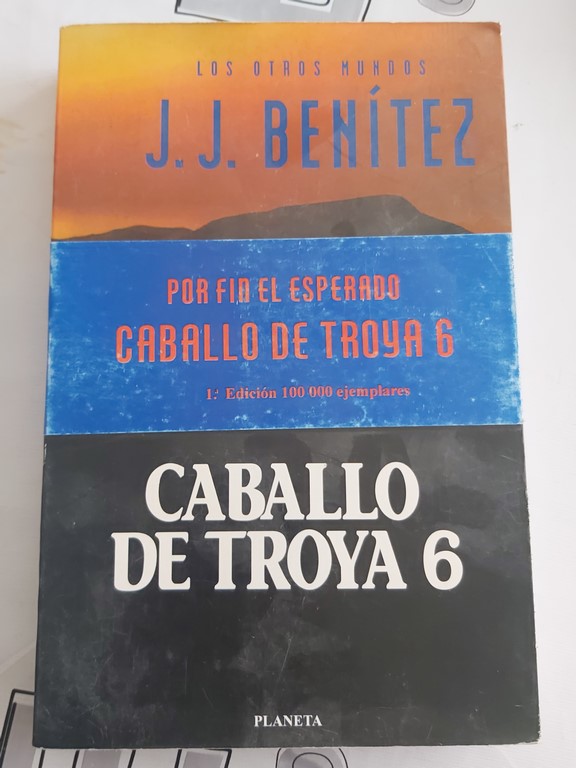 LOS OTROS MUNDOS
J. J. BENÍTEZ
POR FIN EL ESPERADO
CABALLO DE TROYA 6
1.ª Edición 100 000 ejemplares
CABALLO
DE TROYA 6
PLANETA